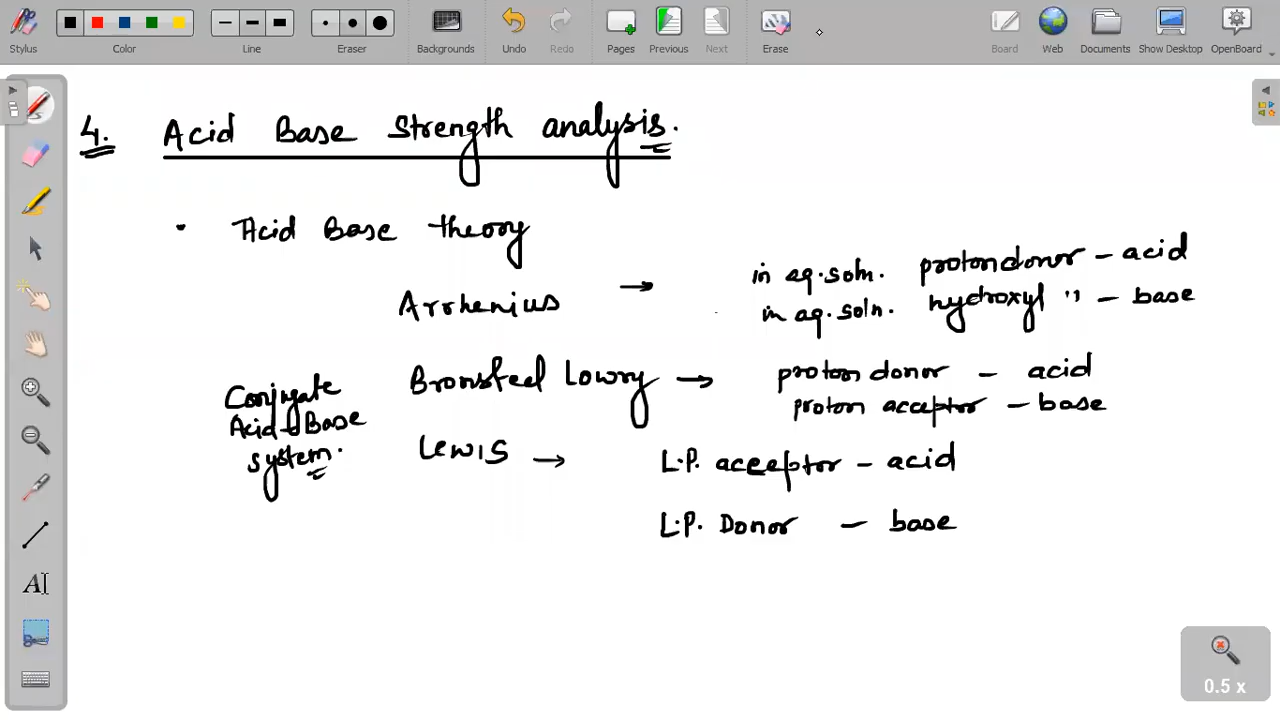 Stylus
Color
Line
Eraser
Backgrounds
Undo
Redo
Pages
Previous
Next
Erase
Board
Web
Documents
Show Desktop
OpenBoard
4. Acid Base Strength analysis.
• Acid Base theory
Arrhenius → in aq. soln. proton donor – acid
in aq. soln. hydroxyl " – base
Bronsted Lowry → proton donor – acid
proton acceptor – base
Conjugate
Acid-Base
system.
Lewis → L.P. acceptor – acid
L.P. Donor – base
AI
0.5 x